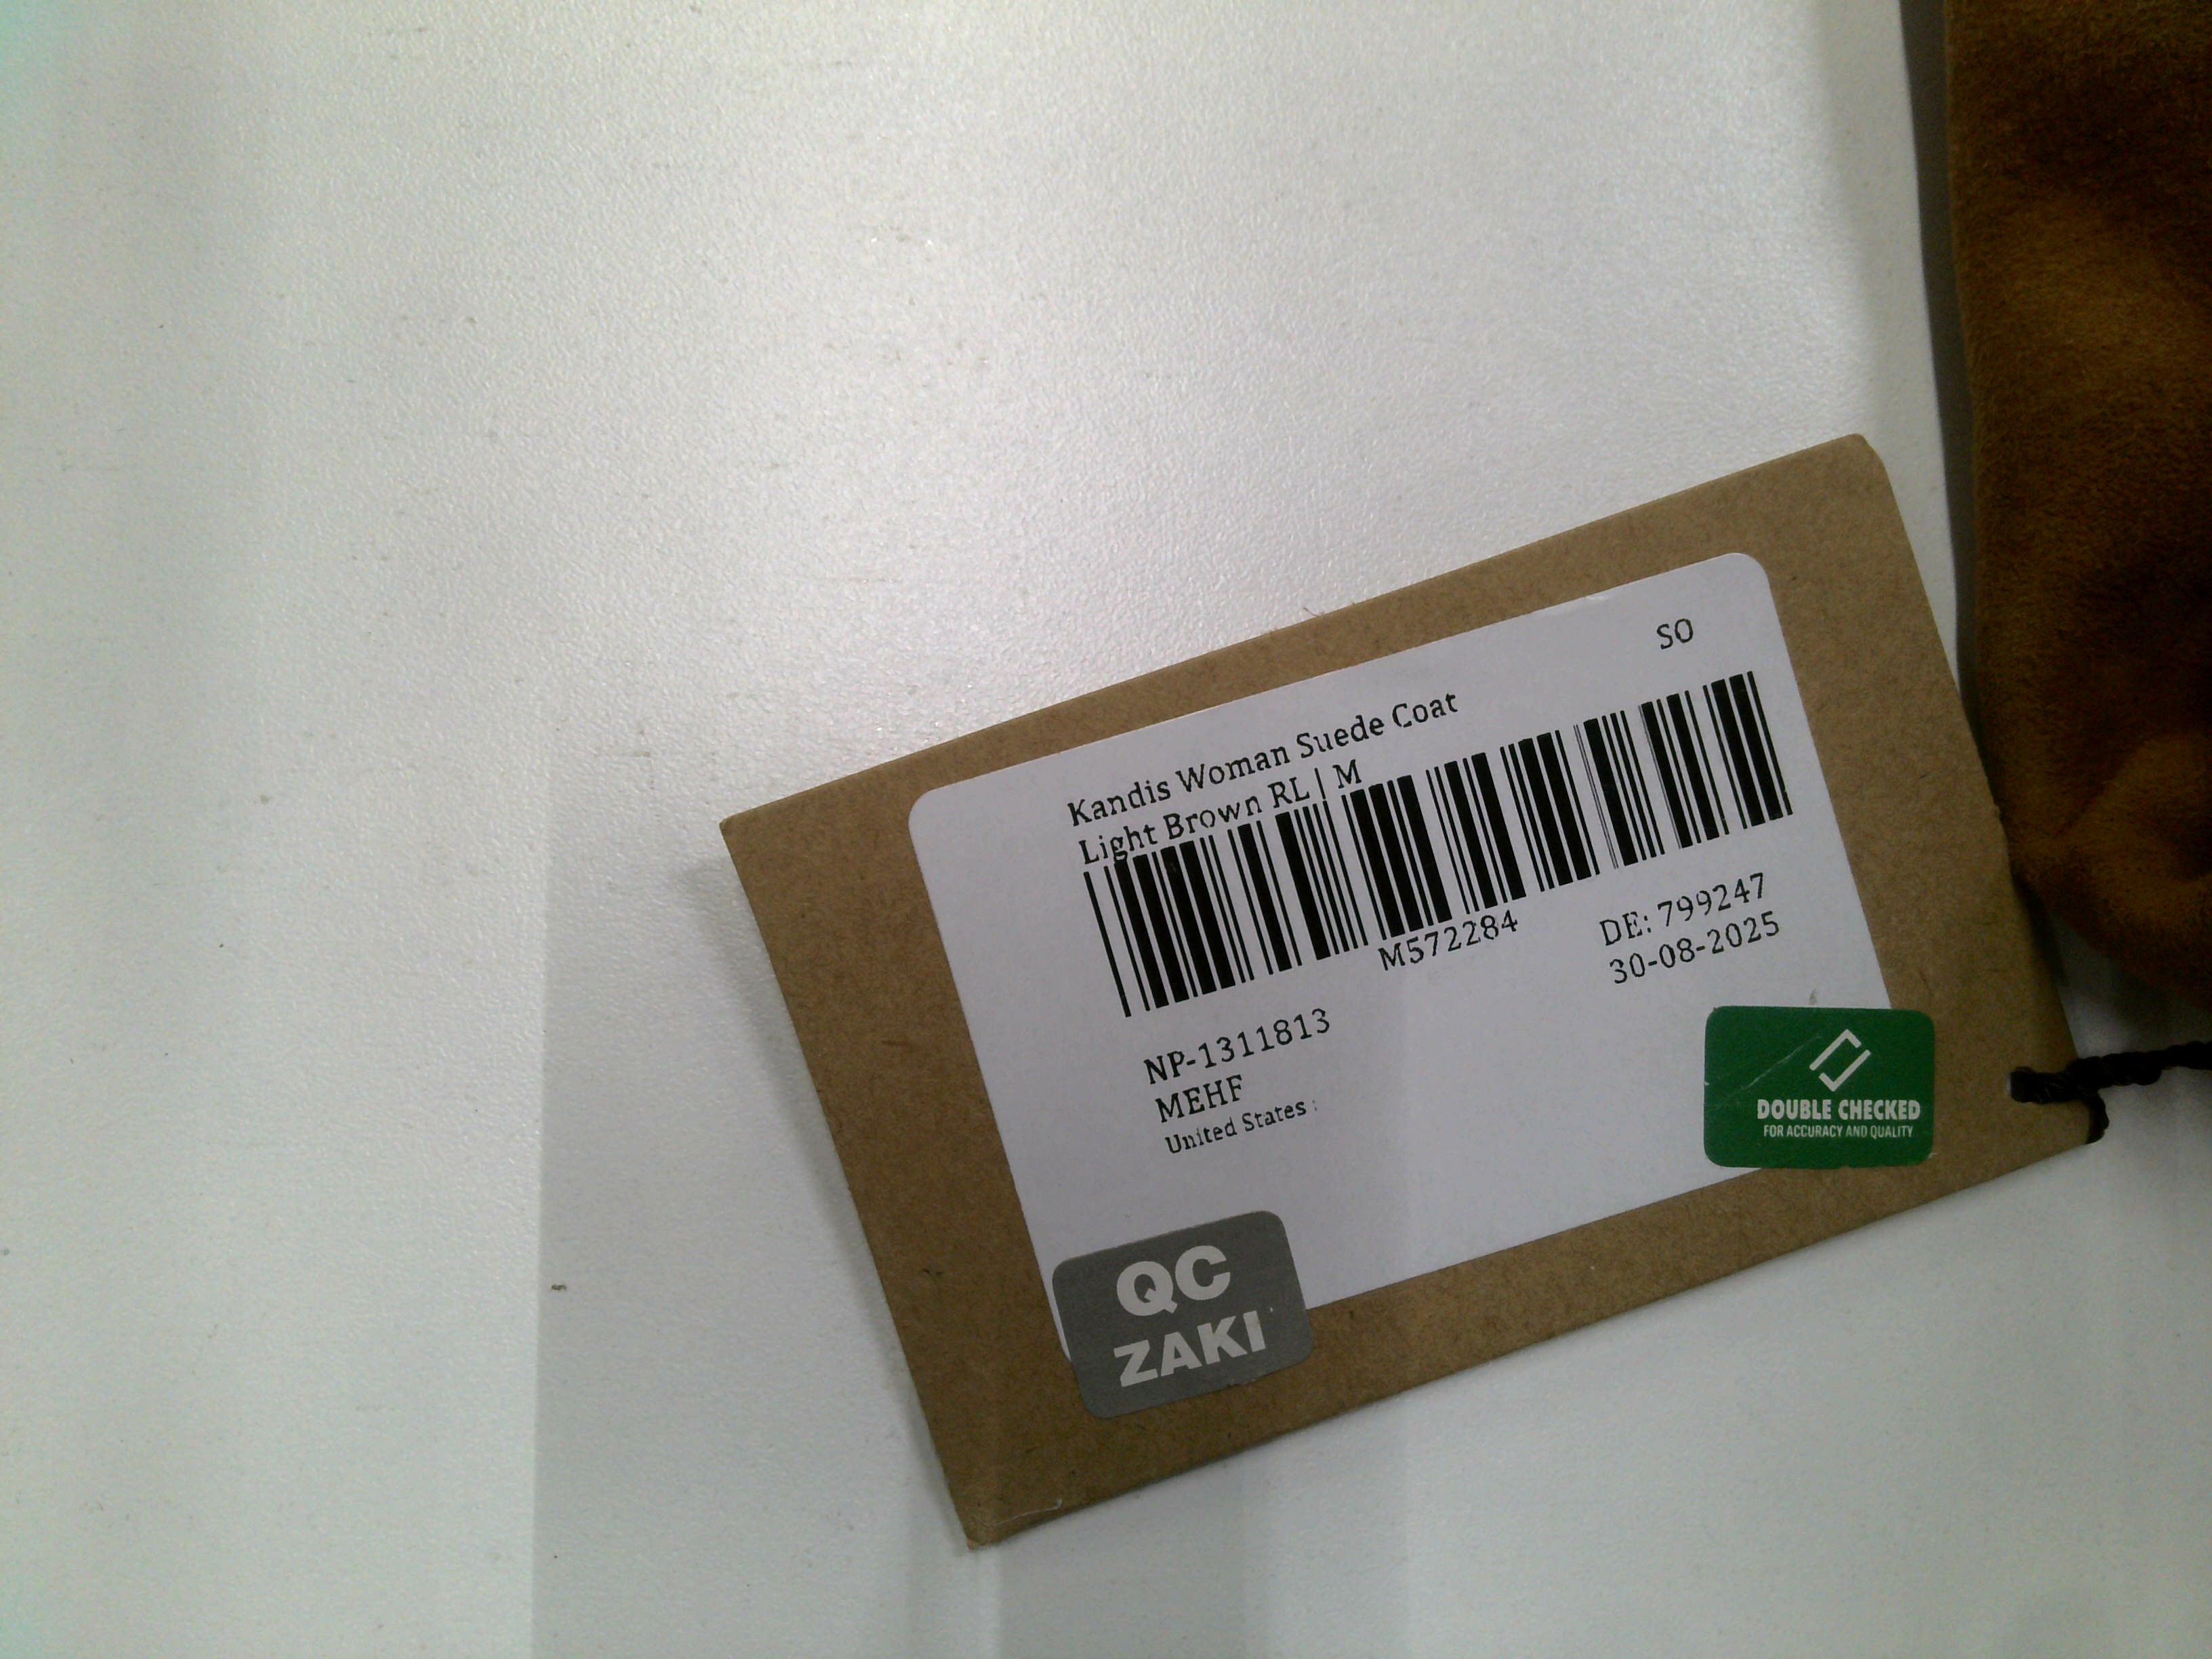 SO
Kandis Woman Suede Coat
Light Brown RL | M
M572284
DE: 799247
30-08-2025
NP-1311813
MEHF
United States :
DOUBLE CHECKED
FOR ACCURACY AND QUALITY
QC
ZAKI